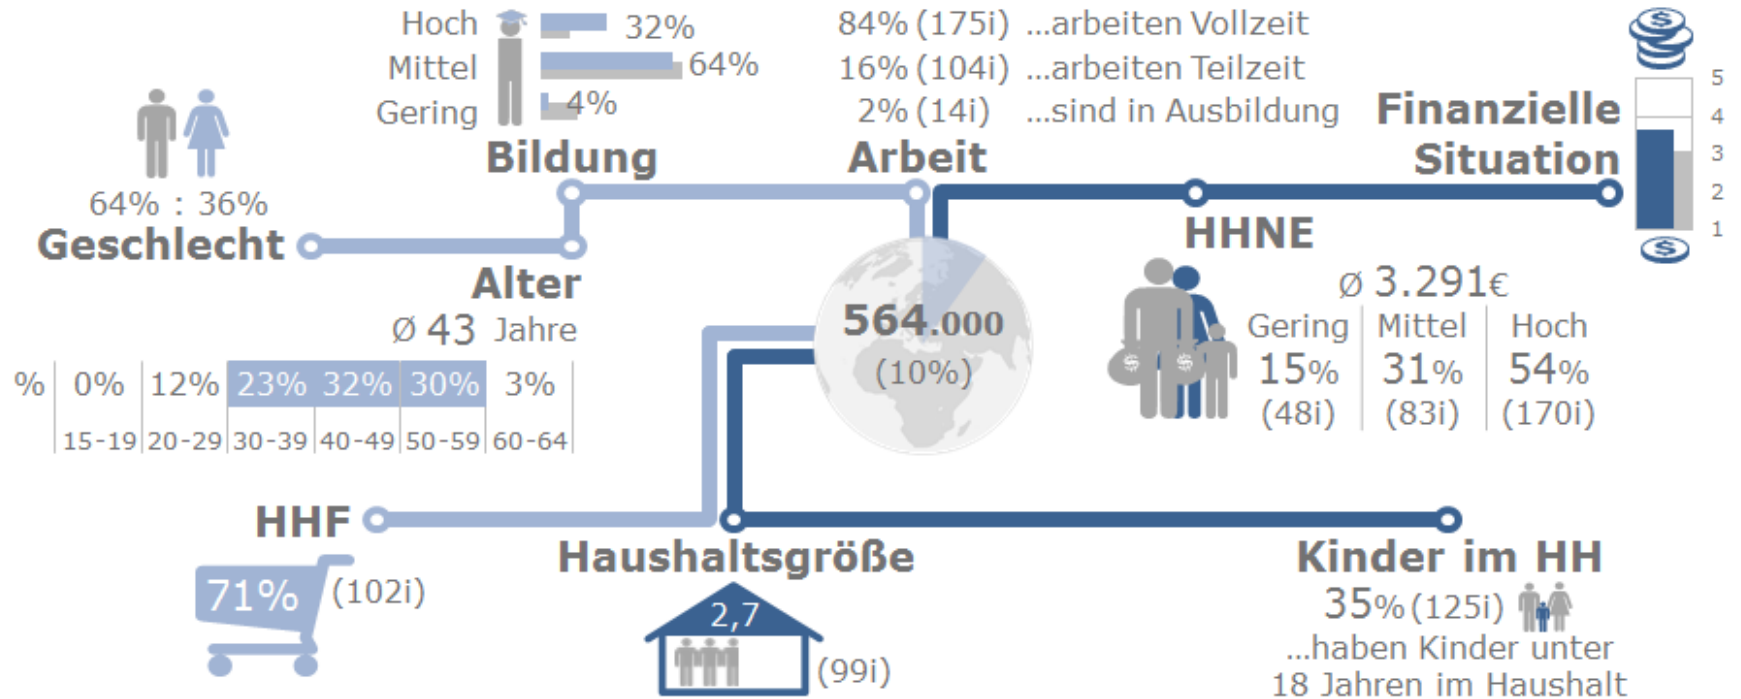 Hoch 32%
Mittel 64%
Gering 4%
Bildung
84% (175i) ...arbeiten Vollzeit
16% (104i) ...arbeiten Teilzeit
2% (14i) ...sind in Ausbildung
Arbeit
Finanzielle
Situation
5
4
3
2
1
$
$
64% : 36%
Geschlecht
Alter
Ø 43 Jahre
% 0% 12% 23% 32% 30% 3%
15-19 20-29 30-39 40-49 50-59 60-64
564.000
(10%)
HHNE
Ø 3.291€
Gering Mittel Hoch
15% 31% 54%
(48i) (83i) (170i)
$ $
HHF
71% (102i)
Haushaltsgröße
2,7
(99i)
Kinder im HH
35% (125i)
...haben Kinder unter
18 Jahren im Haushalt